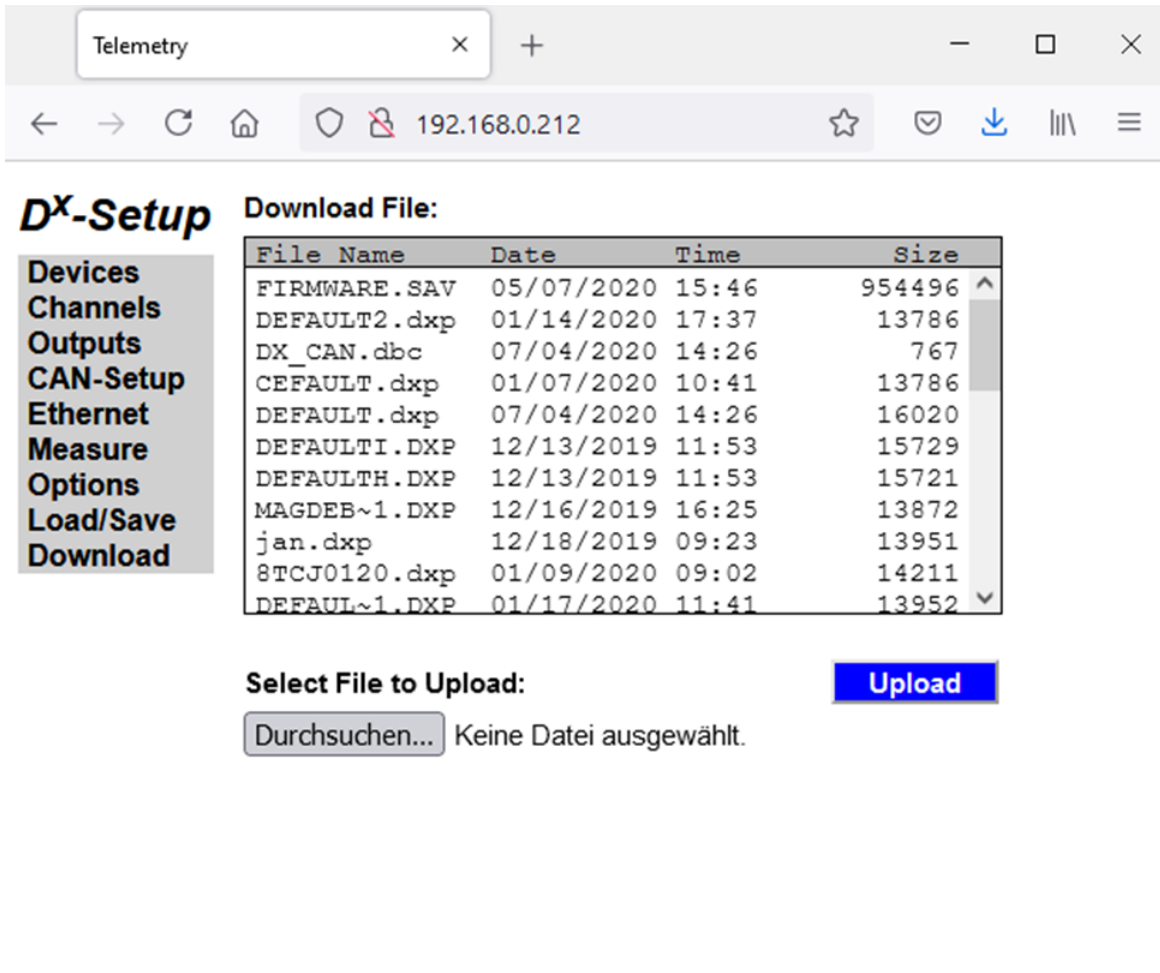 Telemetry
192.168.0.212
Dx-Setup
Devices
Channels
Outputs
CAN-Setup
Ethernet
Measure
Options
Load/Save
Download
Download File:
File Name Date Time Size
FIRMWARE.SAV 05/07/2020 15:46 954496
DEFAULT2.dxp 01/14/2020 17:37 13786
DX_CAN.dbc 07/04/2020 14:26 767
CEFAULT.dxp 01/07/2020 10:41 13786
DEFAULT.dxp 07/04/2020 14:26 16020
DEFAULTI.DXP 12/13/2019 11:53 15729
DEFAULTH.DXP 12/13/2019 11:53 15721
MAGDEB~1.DXP 12/16/2019 16:25 13872
jan.dxp 12/18/2019 09:23 13951
8TCJ0120.dxp 01/09/2020 09:02 14211
DEFAUL~1.DXP 01/17/2020 11:41 13952
Select File to Upload:
Upload
Durchsuchen... Keine Datei ausgewählt.